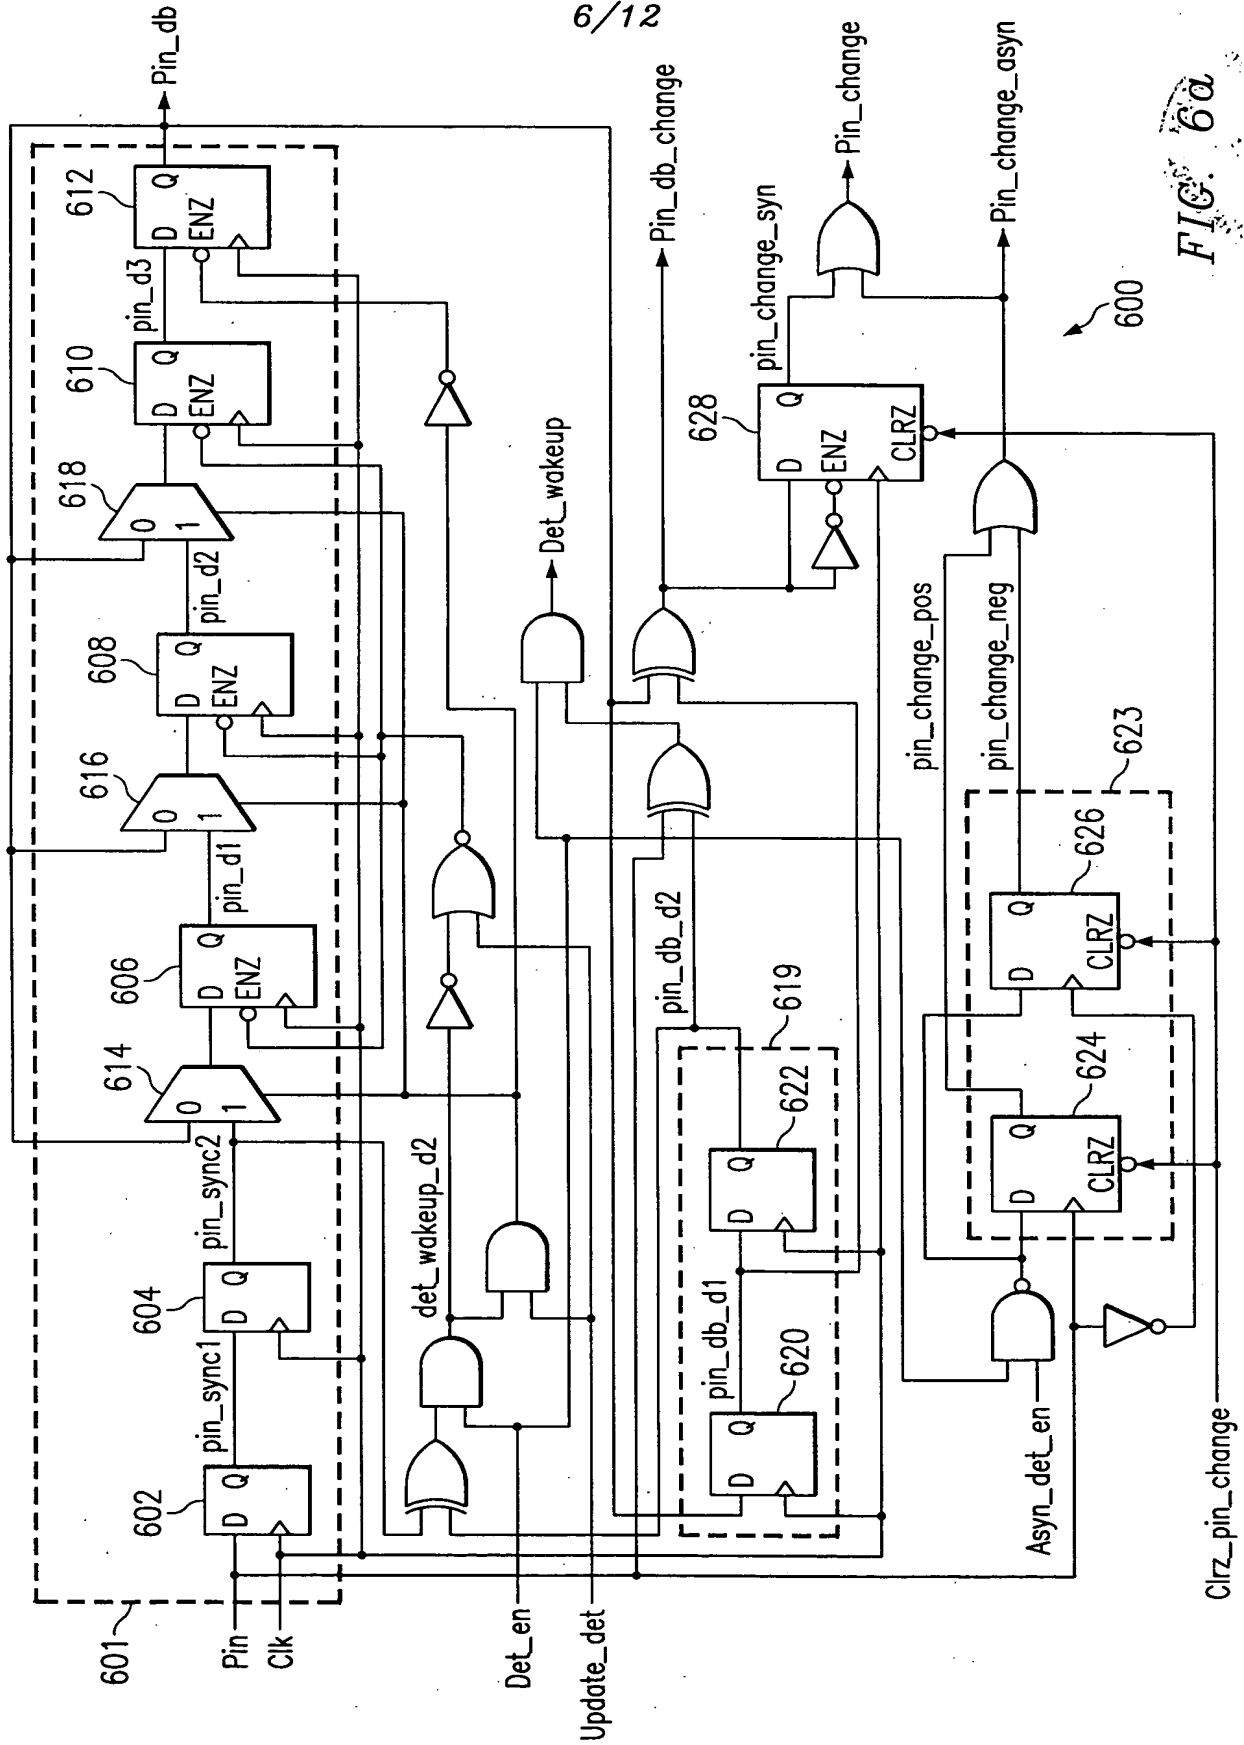 6/12
601
Pin
Clk
602
D
Q
pin_sync1
604
D
Q
pin_sync2
614
0
1
606
D
Q
ENZ
pin_d1
616
0
1
608
D
Q
ENZ
pin_d2
618
0
1
610
D
Q
ENZ
pin_d3
612
D
Q
ENZ
Pin_db
Det_en
Update_det
det_wakeup_d2
Det_wakeup
619
620
D
Q
pin_db_d1
622
D
Q
pin_db_d2
Pin_db_change
628
D
Q
ENZ
CLRZ
pin_change_syn
Pin_change
Asyn_det_en
Clrz_pin_change
623
624
D
Q
CLRZ
626
D
Q
CLRZ
pin_change_pos
pin_change_neg
Pin_change_asyn
600
FIG. 6a